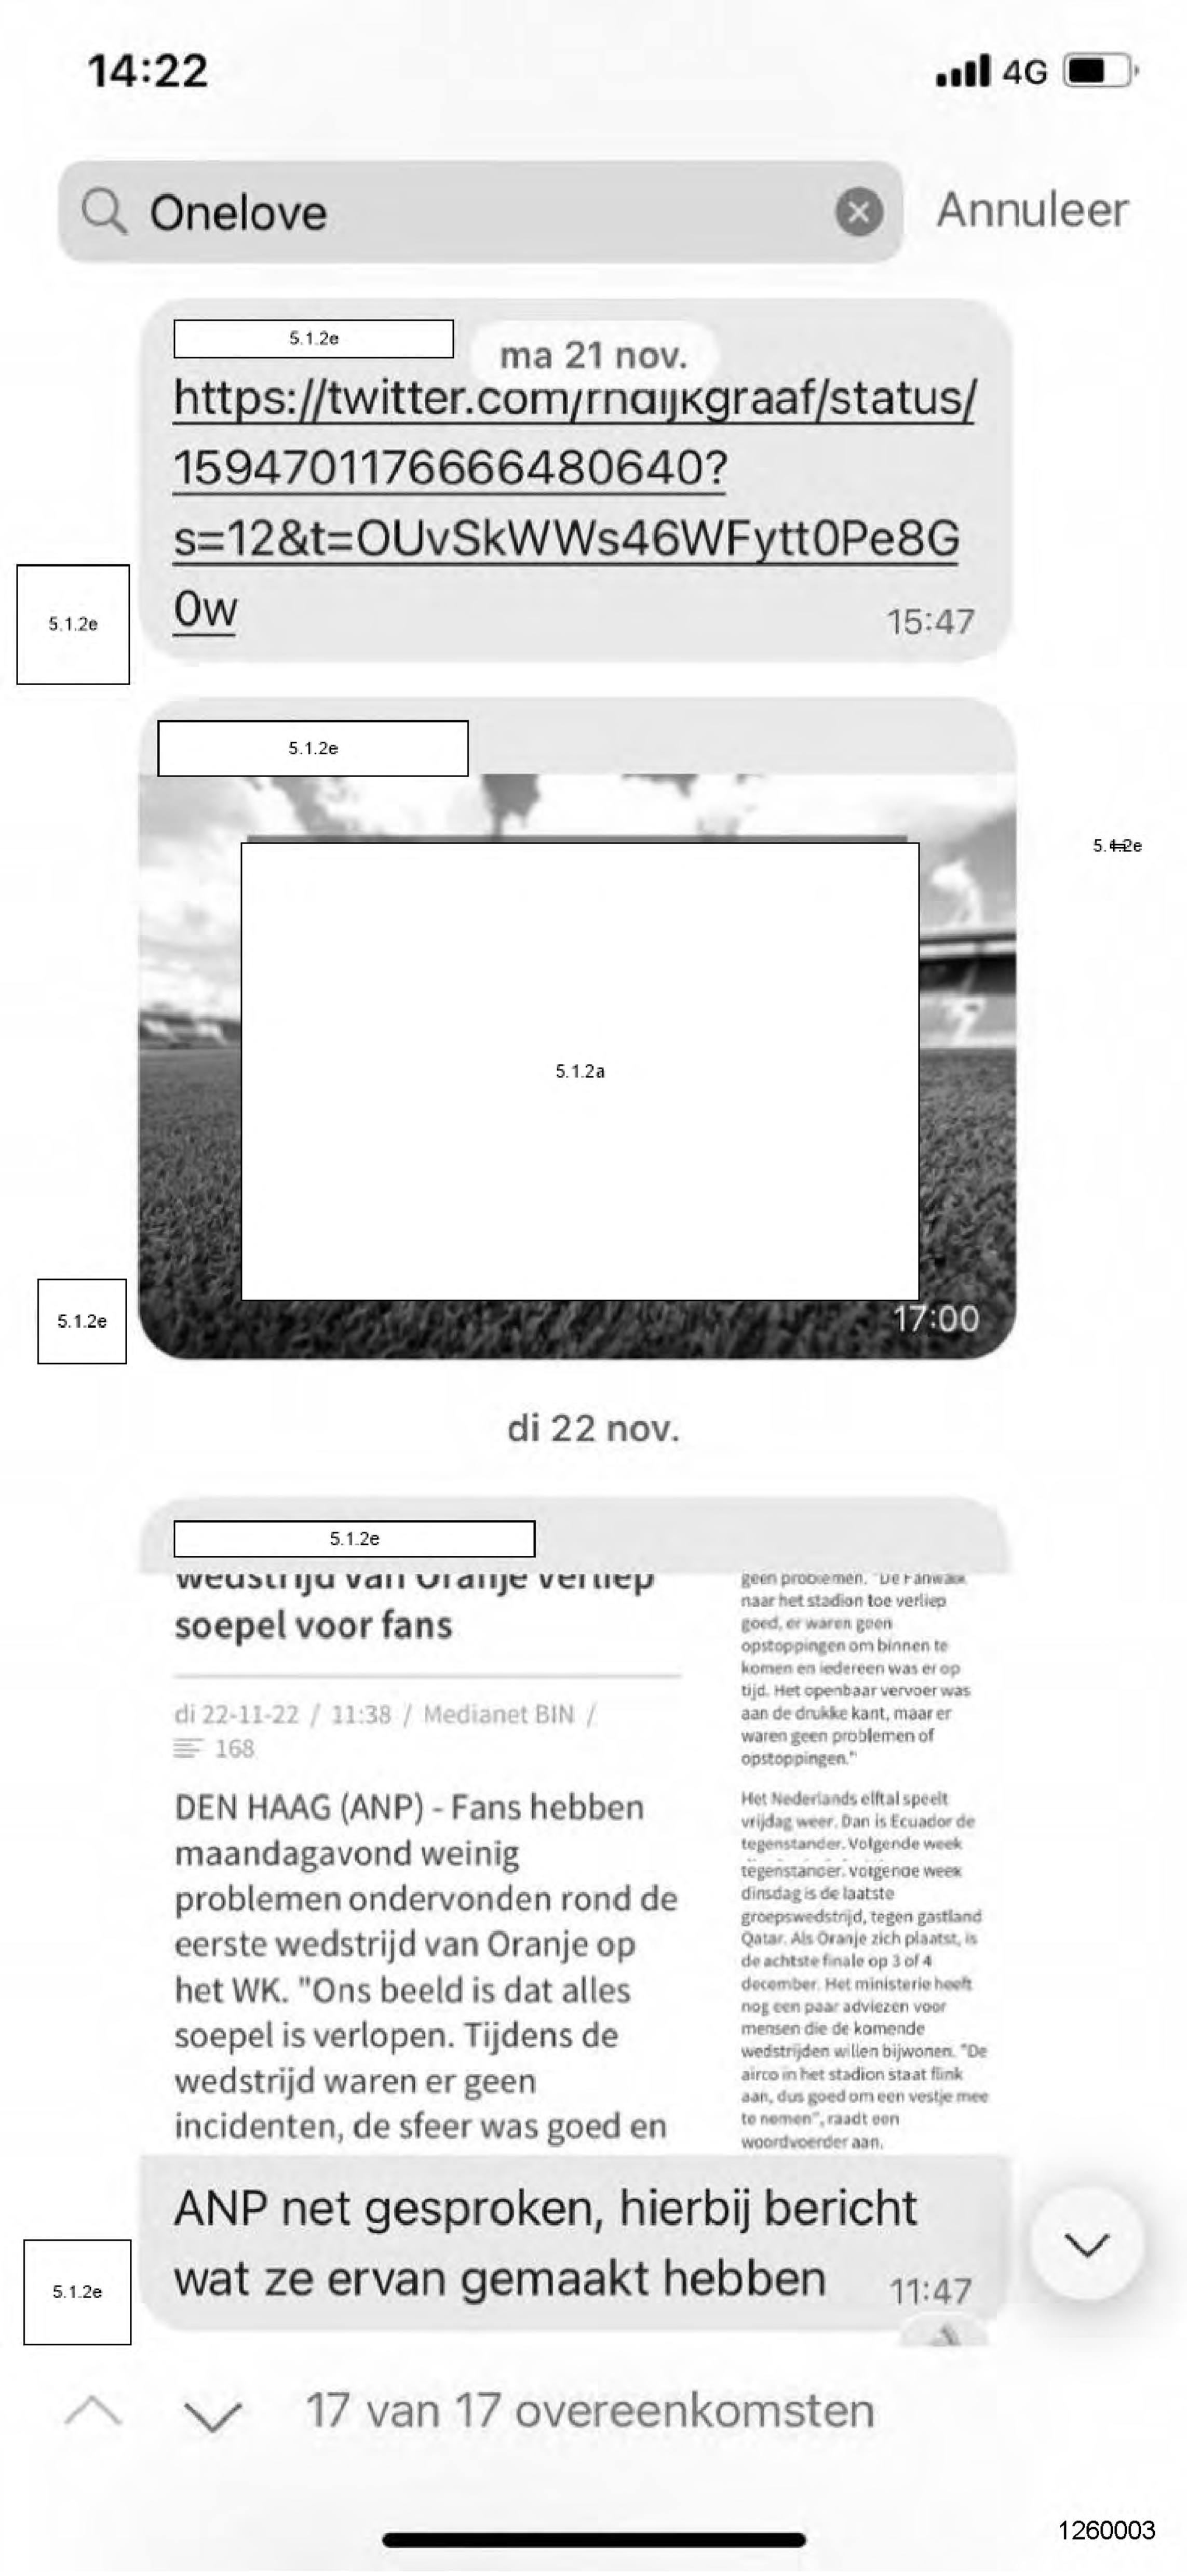 14:22
4G
Onelove
Annuleer
5.1.2e
ma 21 nov.
https://twitter.com/rhdijkgraaf/status/
1594701176666480640?
s=12&t=OUvSkWWs46WFytt0Pe8G
0w
15:47
5.1.2e
5.1.2e
5.1.2e
5.1.2a
17:00
5.1.2e
di 22 nov.
5.1.2e
wedstrijd van Oranje verliep
soepel voor fans
di 22-11-22 / 11:38 / Medianet BIN /
168
DEN HAAG (ANP) - Fans hebben
maandagavond weinig
problemen ondervonden rond de
eerste wedstrijd van Oranje op
het WK. "Ons beeld is dat alles
soepel is verlopen. Tijdens de
wedstrijd waren er geen
incidenten, de sfeer was goed en
geen problemen. "De Fanwalk
naar het stadion toe verliep
goed, er waren geen
opstoppingen om binnen te
komen en iedereen was er op
tijd. Het openbaar vervoer was
aan de drukke kant, maar er
waren geen problemen of
opstoppingen."
Het Nederlands elftal speelt
vrijdag weer. Dan is Ecuador de
tegenstander. Volgende week
tegenstander. Volgende week
dinsdag is de laatste
groepswedstrijd, tegen gastland
Qatar. Als Oranje zich plaatst, is
de achtste finale op 3 of 4
december. Het ministerie heeft
nog een paar adviezen voor
mensen die de komende
wedstrijden willen bijwonen. "De
airco in het stadion staat flink
aan, dus goed om een vestje mee
te nemen", raadt een
woordvoerder aan.
ANP net gesproken, hierbij bericht
wat ze ervan gemaakt hebben
11:47
5.1.2e
17 van 17 overeenkomsten
1260003